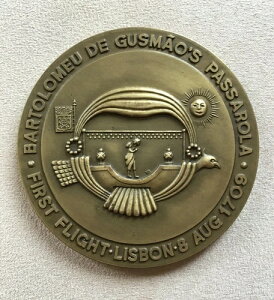 BARTOLOMEU DE GUSMÃO'S PASSAROLA
FIRST FLIGHT · LISBON · 8 AUG 1709